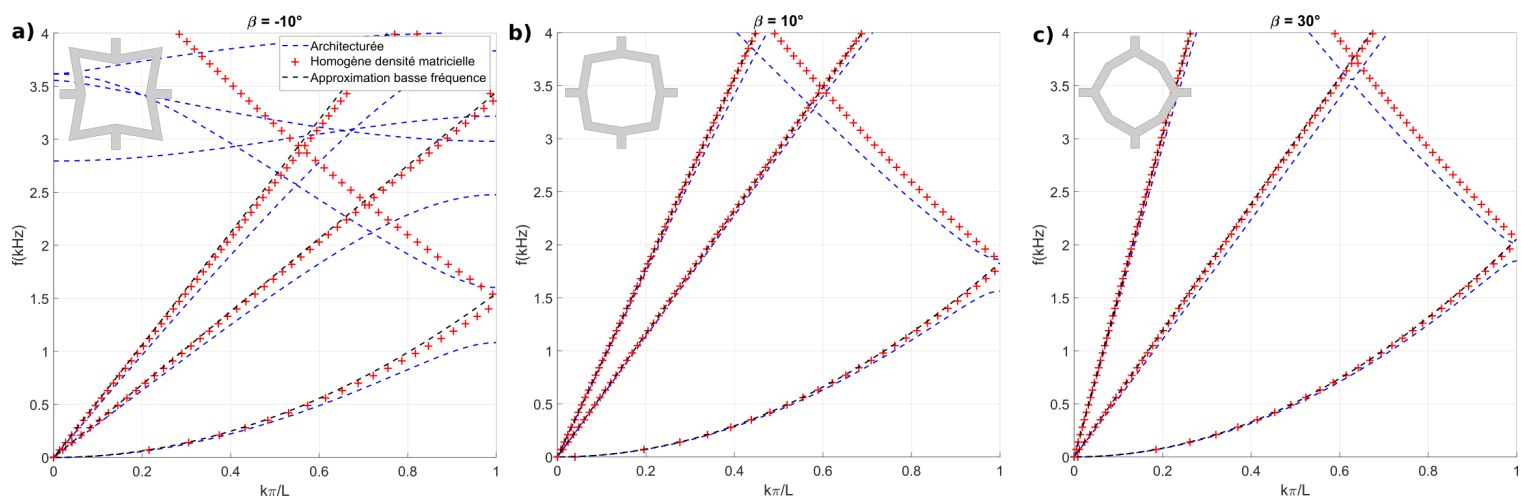 a)
β = -10°
Architecturée
Homogène densité matricielle
Approximation basse fréquence
4
3.5
3
2.5
2
1.5
1
0.5
0
f(kHz)
0 0.2 0.4 0.6 0.8 1
kπ/L
b)
β = 10°
4
3.5
3
2.5
2
1.5
1
0.5
0
f(kHz)
0 0.2 0.4 0.6 0.8 1
kπ/L
c)
β = 30°
4
3.5
3
2.5
2
1.5
1
0.5
0
f(kHz)
0 0.2 0.4 0.6 0.8 1
kπ/L